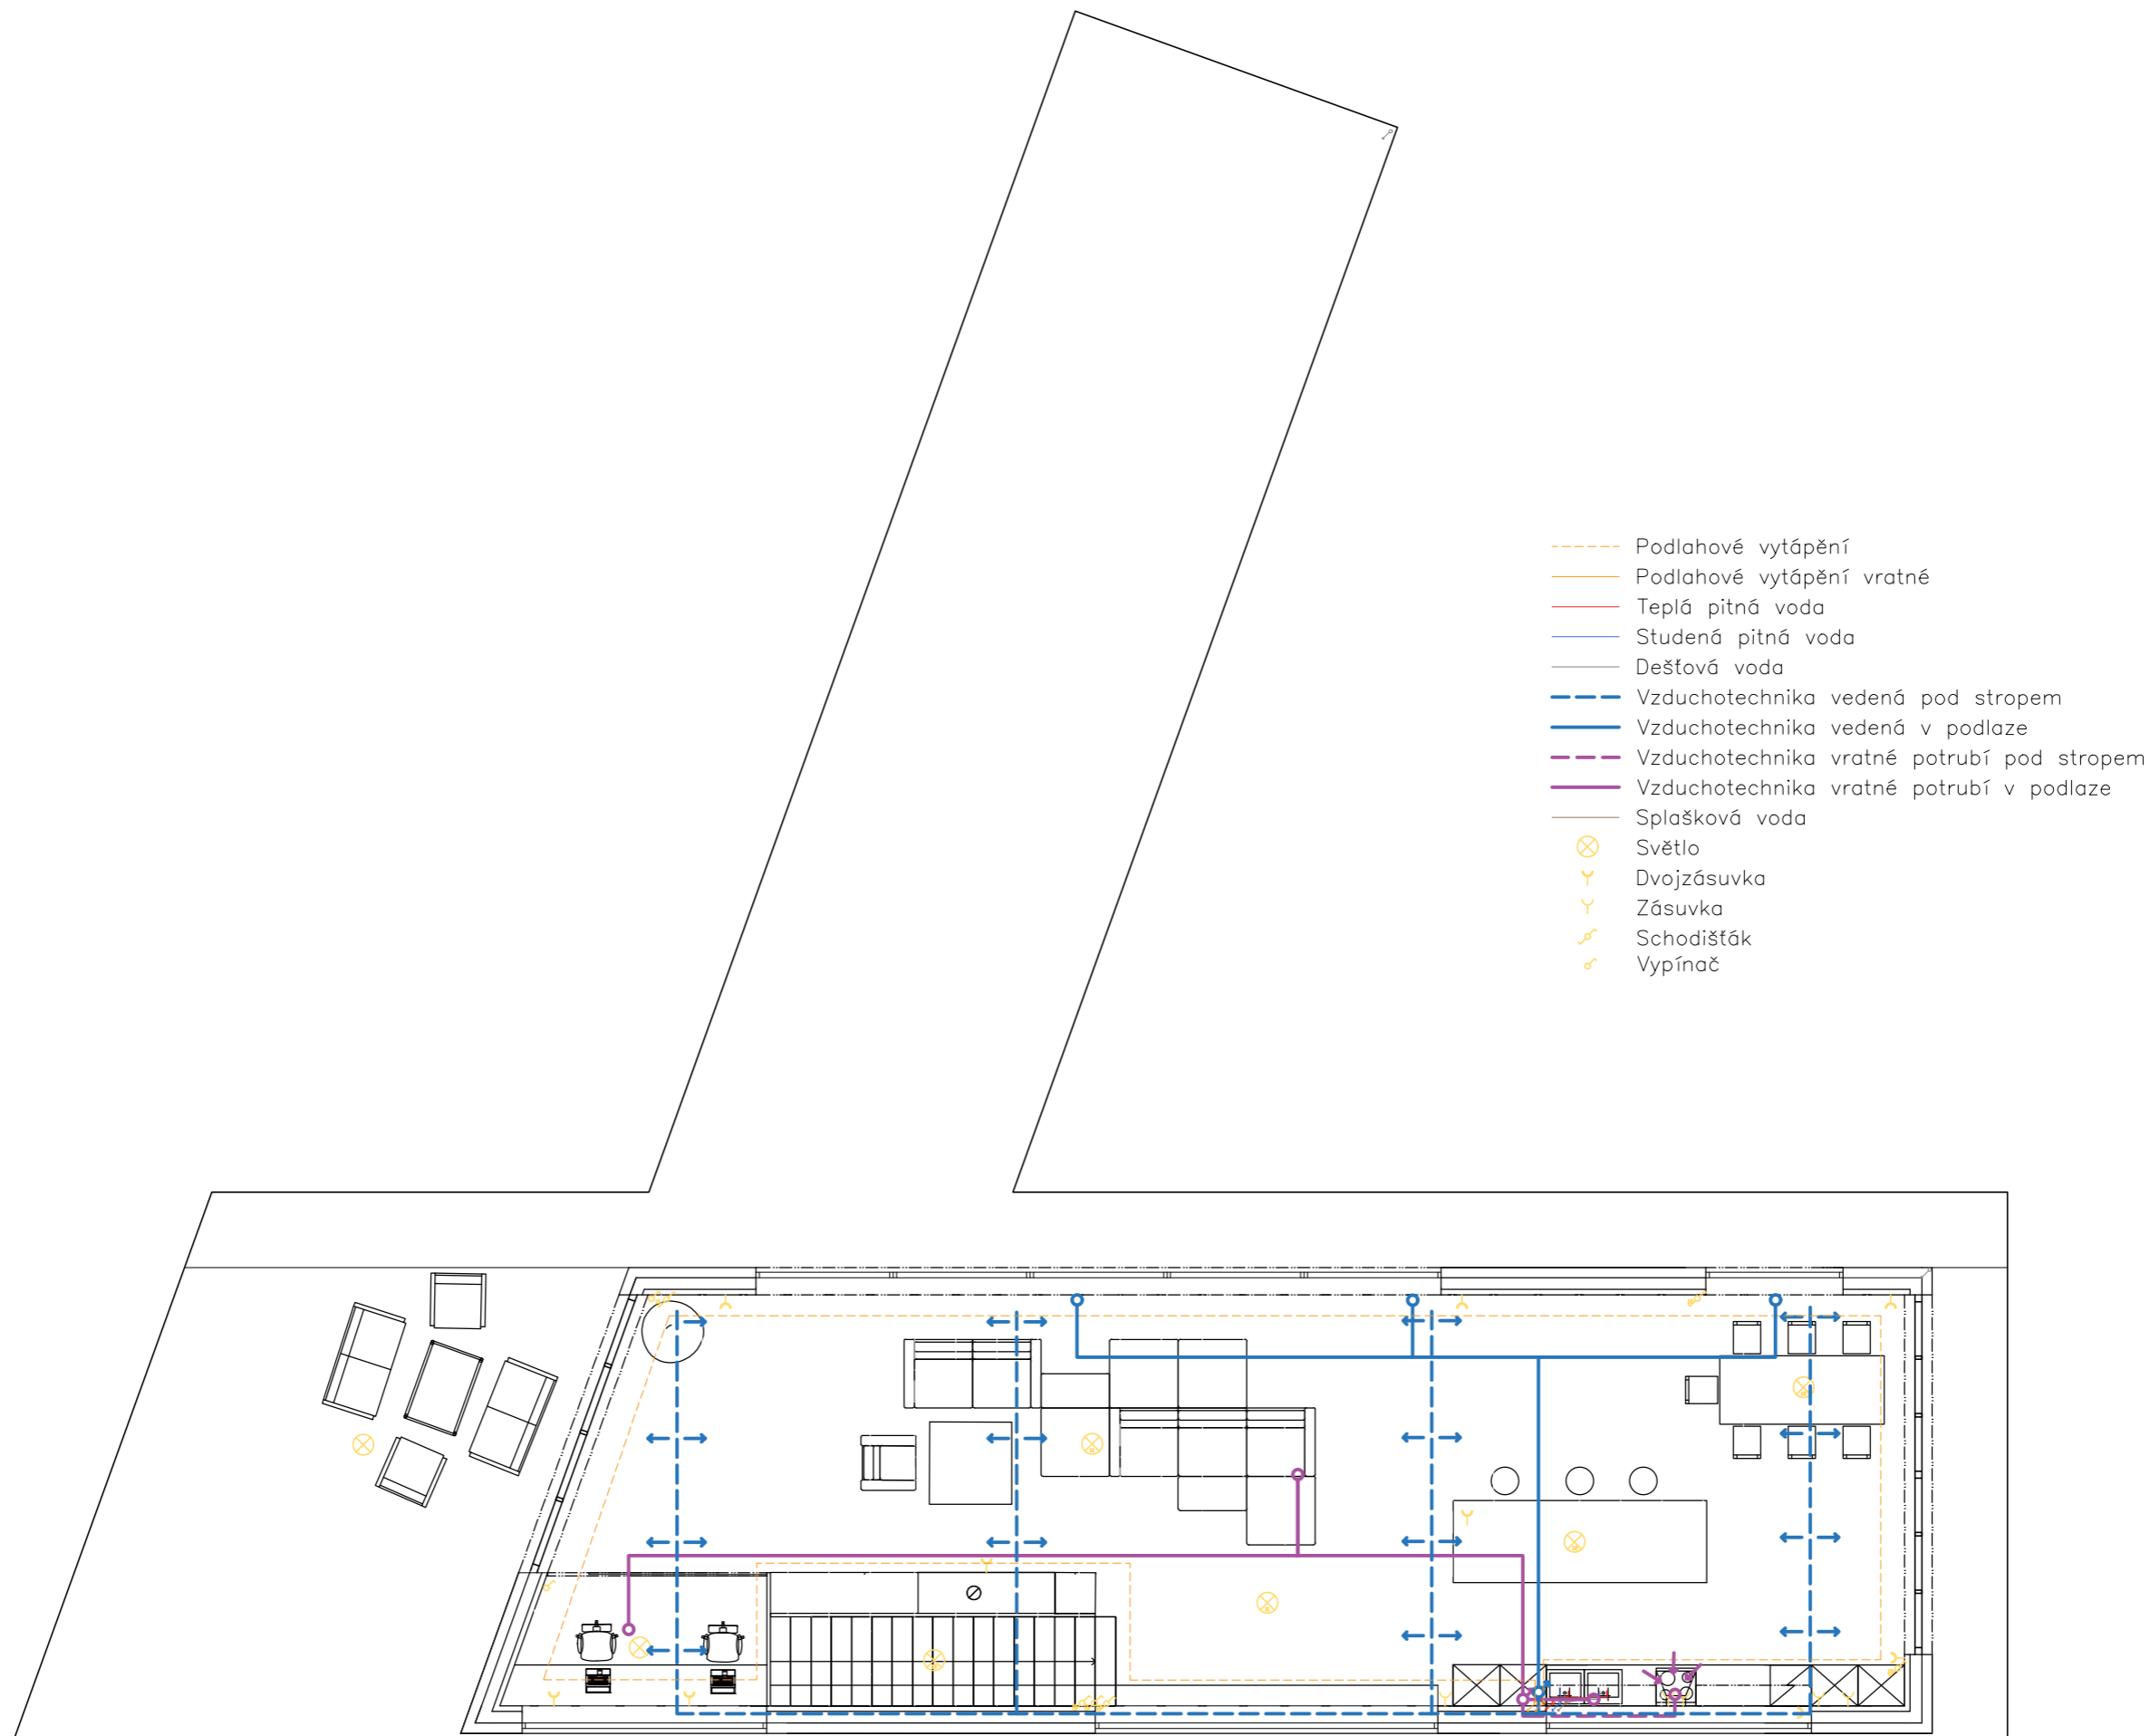 Podlahové vytápění
Podlahové vytápění vratné
Teplá pitná voda
Studená pitná voda
Dešťová voda
Vzduchotechnika vedená pod stropem
Vzduchotechnika vedená v podlaze
Vzduchotechnika vratné potrubí pod stropem
Vzduchotechnika vratné potrubí v podlaze
Splašková voda
Světlo
Dvojzásuvka
Zásuvka
Schodišťák
Vypínač